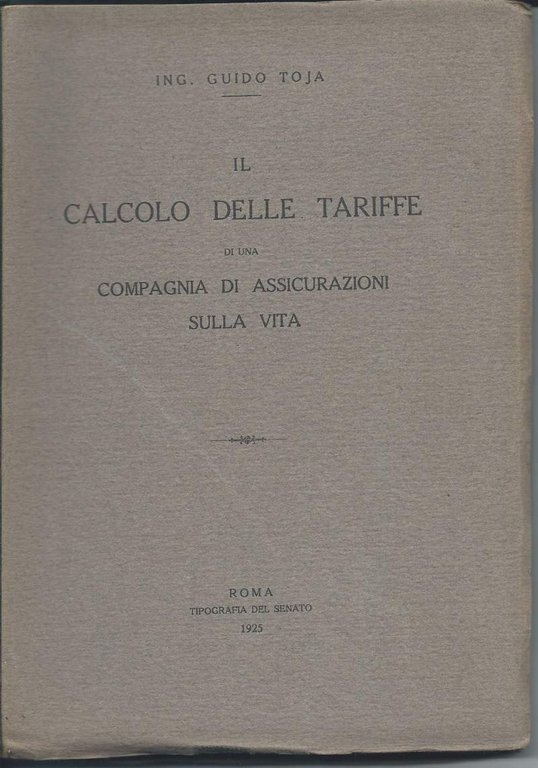 ING. GUIDO TOJA
IL
CALCOLO DELLE TARIFFE
DI UNA
COMPAGNIA DI ASSICURAZIONI
SULLA VITA
ROMA
TIPOGRAFIA DEL SENATO
1925